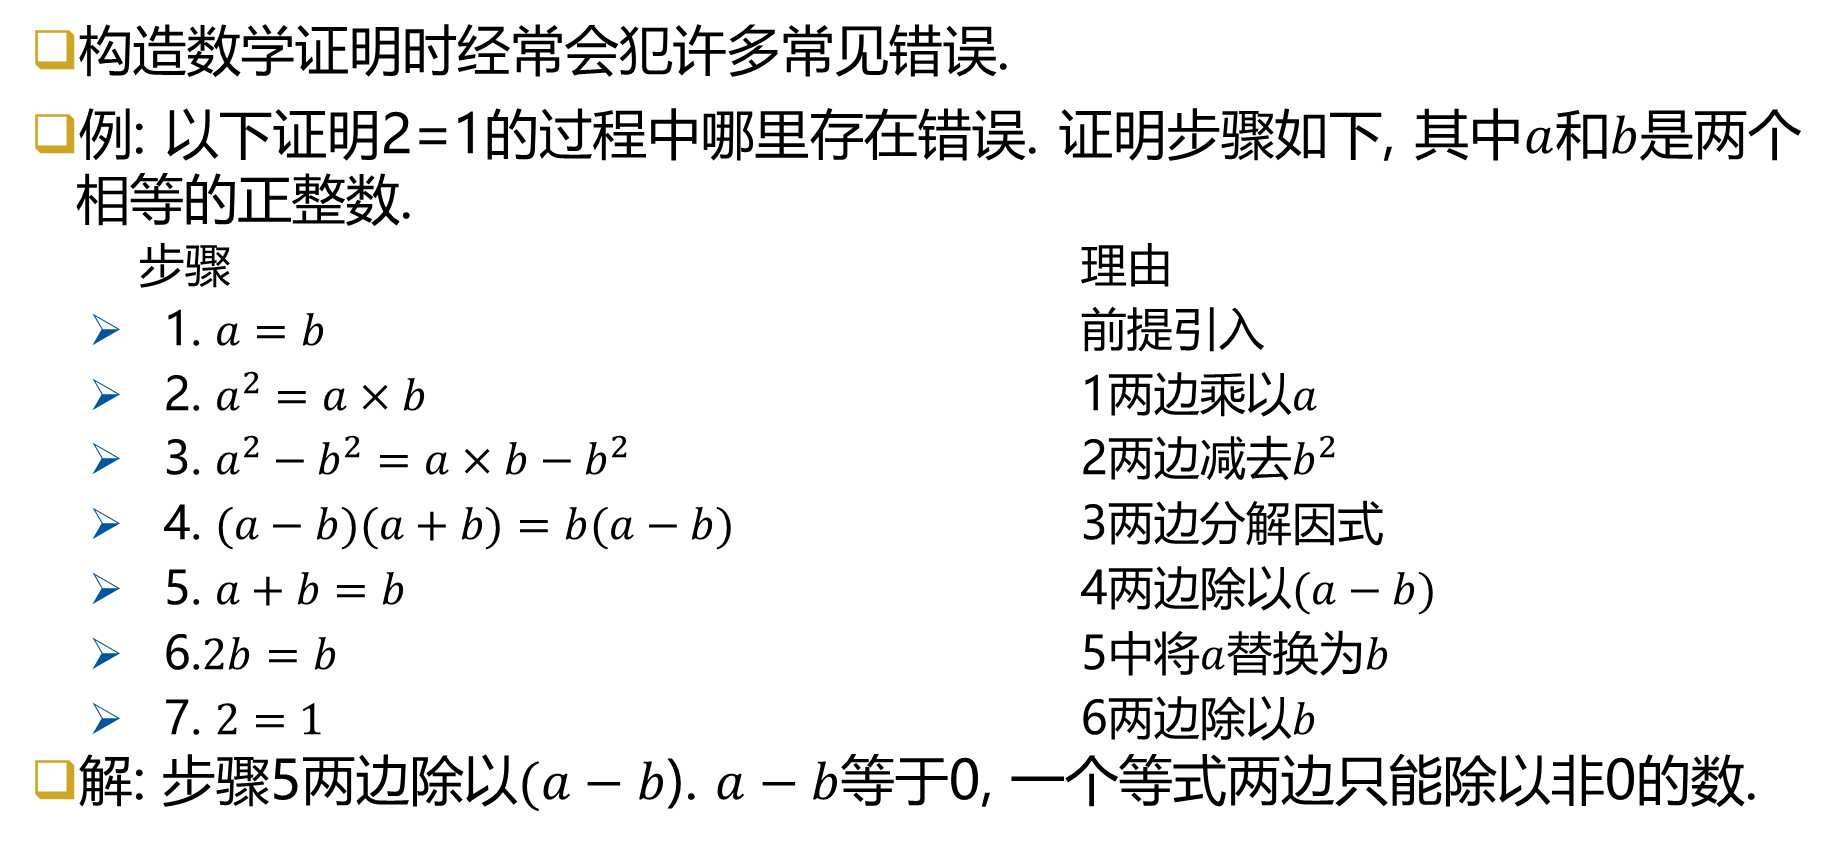 构造数学证明时经常会犯许多常见错误.
例: 以下证明2=1的过程中哪里存在错误. 证明步骤如下, 其中a和b是两个
相等的正整数.
步骤 理由
1. a = b 前提引入
2. a² = a × b 1两边乘以a
3. a² − b² = a × b − b² 2两边减去b²
4. (a − b)(a + b) = b(a − b) 3两边分解因式
5. a + b = b 4两边除以(a − b)
6.2b = b 5中将a替换为b
7. 2 = 1 6两边除以b
解: 步骤5两边除以(a − b). a − b等于0, 一个等式两边只能除以非0的数.